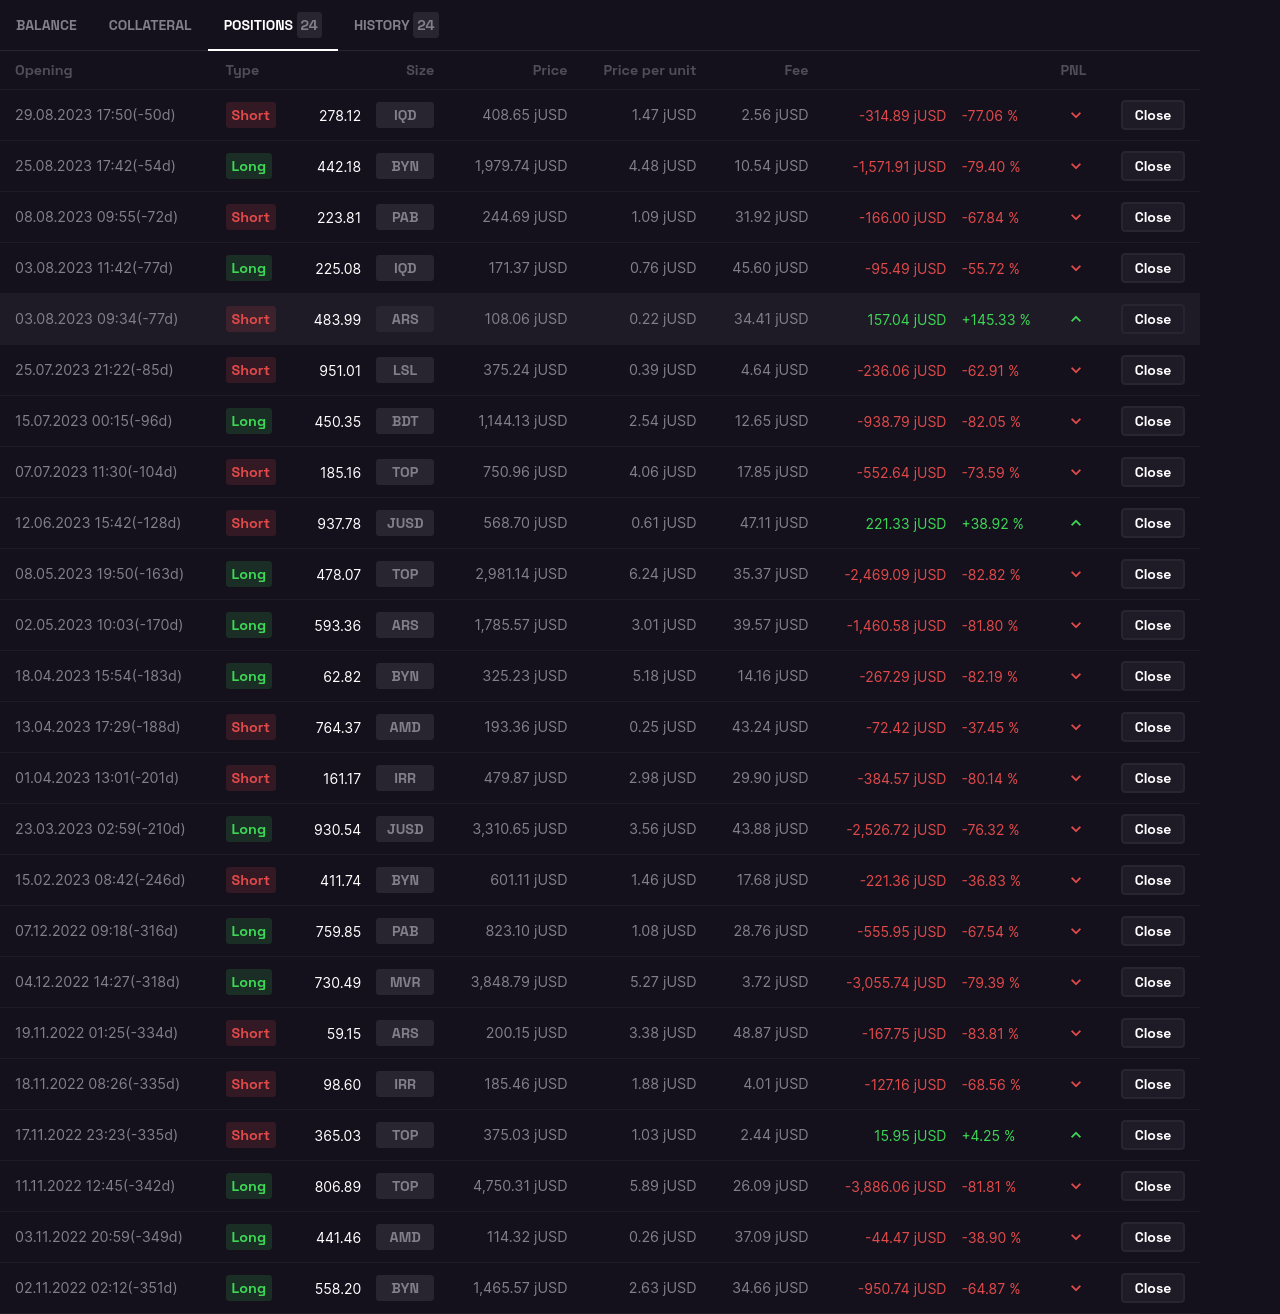 BALANCE COLLATERAL POSITIONS 24 HISTORY 24
Opening Type Size Price Price per unit Fee PNL
29.08.2023 17:50(-50d) Short 278.12 IQD 408.65 jUSD 1.47 jUSD 2.56 jUSD -314.89 jUSD -77.06 % Close
25.08.2023 17:42(-54d) Long 442.18 BYN 1,979.74 jUSD 4.48 jUSD 10.54 jUSD -1,571.91 jUSD -79.40 % Close
08.08.2023 09:55(-72d) Short 223.81 PAB 244.69 jUSD 1.09 jUSD 31.92 jUSD -166.00 jUSD -67.84 % Close
03.08.2023 11:42(-77d) Long 225.08 IQD 171.37 jUSD 0.76 jUSD 45.60 jUSD -95.49 jUSD -55.72 % Close
03.08.2023 09:34(-77d) Short 483.99 ARS 108.06 jUSD 0.22 jUSD 34.41 jUSD 157.04 jUSD +145.33 % Close
25.07.2023 21:22(-85d) Short 951.01 LSL 375.24 jUSD 0.39 jUSD 4.64 jUSD -236.06 jUSD -62.91 % Close
15.07.2023 00:15(-96d) Long 450.35 BDT 1,144.13 jUSD 2.54 jUSD 12.65 jUSD -938.79 jUSD -82.05 % Close
07.07.2023 11:30(-104d) Short 185.16 TOP 750.96 jUSD 4.06 jUSD 17.85 jUSD -552.64 jUSD -73.59 % Close
12.06.2023 15:42(-128d) Short 937.78 JUSD 568.70 jUSD 0.61 jUSD 47.11 jUSD 221.33 jUSD +38.92 % Close
08.05.2023 19:50(-163d) Long 478.07 TOP 2,981.14 jUSD 6.24 jUSD 35.37 jUSD -2,469.09 jUSD -82.82 % Close
02.05.2023 10:03(-170d) Long 593.36 ARS 1,785.57 jUSD 3.01 jUSD 39.57 jUSD -1,460.58 jUSD -81.80 % Close
18.04.2023 15:54(-183d) Long 62.82 BYN 325.23 jUSD 5.18 jUSD 14.16 jUSD -267.29 jUSD -82.19 % Close
13.04.2023 17:29(-188d) Short 764.37 AMD 193.36 jUSD 0.25 jUSD 43.24 jUSD -72.42 jUSD -37.45 % Close
01.04.2023 13:01(-201d) Short 161.17 IRR 479.87 jUSD 2.98 jUSD 29.90 jUSD -384.57 jUSD -80.14 % Close
23.03.2023 02:59(-210d) Long 930.54 JUSD 3,310.65 jUSD 3.56 jUSD 43.88 jUSD -2,526.72 jUSD -76.32 % Close
15.02.2023 08:42(-246d) Short 411.74 BYN 601.11 jUSD 1.46 jUSD 17.68 jUSD -221.36 jUSD -36.83 % Close
07.12.2022 09:18(-316d) Long 759.85 PAB 823.10 jUSD 1.08 jUSD 28.76 jUSD -555.95 jUSD -67.54 % Close
04.12.2022 14:27(-318d) Long 730.49 MVR 3,848.79 jUSD 5.27 jUSD 3.72 jUSD -3,055.74 jUSD -79.39 % Close
19.11.2022 01:25(-334d) Short 59.15 ARS 200.15 jUSD 3.38 jUSD 48.87 jUSD -167.75 jUSD -83.81 % Close
18.11.2022 08:26(-335d) Short 98.60 IRR 185.46 jUSD 1.88 jUSD 4.01 jUSD -127.16 jUSD -68.56 % Close
17.11.2022 23:23(-335d) Short 365.03 TOP 375.03 jUSD 1.03 jUSD 2.44 jUSD 15.95 jUSD +4.25 % Close
11.11.2022 12:45(-342d) Long 806.89 TOP 4,750.31 jUSD 5.89 jUSD 26.09 jUSD -3,886.06 jUSD -81.81 % Close
03.11.2022 20:59(-349d) Long 441.46 AMD 114.32 jUSD 0.26 jUSD 37.09 jUSD -44.47 jUSD -38.90 % Close
02.11.2022 02:12(-351d) Long 558.20 BYN 1,465.57 jUSD 2.63 jUSD 34.66 jUSD -950.74 jUSD -64.87 % Close